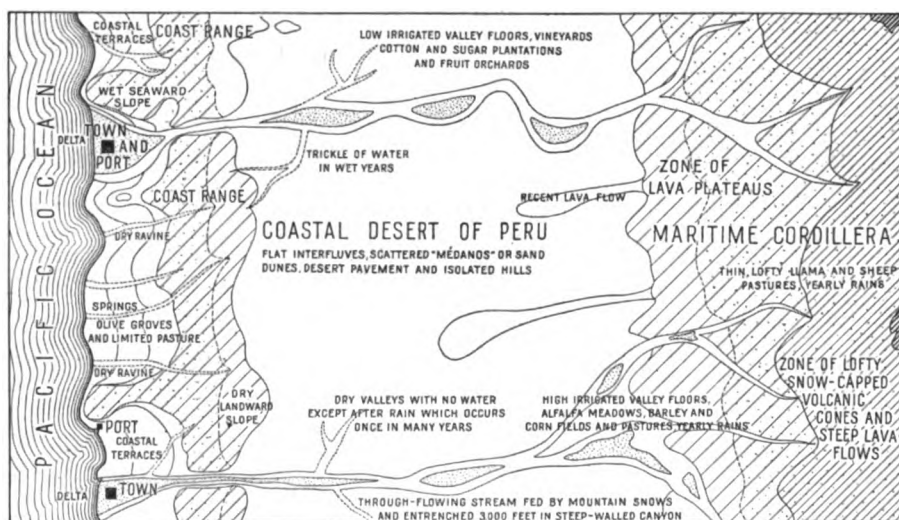 COASTAL
TERRACES
COAST RANGE
LOW IRRIGATED VALLEY FLOORS, VINEYARDS
COTTON AND SUGAR PLANTATIONS
AND FRUIT ORCHARDS
WET SEAWARD
SLOPE
PACIFIC OCEAN
DELTA
TOWN
AND
PORT
TRICKLE OF WATER
IN WET YEARS
ZONE OF
LAVA PLATEAUS
COAST RANGE
RECENT LAVA FLOW
DRY RAVINE
COASTAL DESERT OF PERU
FLAT INTERFLUVES, SCATTERED "MÉDANOS" OR SAND
DUNES, DESERT PAVEMENT AND ISOLATED HILLS
MARITIME CORDILLERA
THIN, LOFTY LLAMA AND SHEEP
PASTURES, YEARLY RAINS
SPRINGS
OLIVE GROVES
AND LIMITED PASTURE
DRY RAVINE
DRY
LANDWARD
SLOPE
DRY VALLEYS WITH NO WATER
EXCEPT AFTER RAIN WHICH OCCURS
ONCE IN MANY YEARS
HIGH IRRIGATED VALLEY FLOORS,
ALFALFA MEADOWS, BARLEY AND
CORN FIELDS AND PASTURES YEARLY RAINS
ZONE OF LOFTY,
SNOW-CAPPED
VOLCANIC
CONES AND
STEEP LAVA
FLOWS
PORT
COASTAL
TERRACES
DELTA
TOWN
THROUGH-FLOWING STREAM FED BY MOUNTAIN SNOWS
AND ENTRENCHED 3,000 FEET IN STEEP-WALLED CANYON